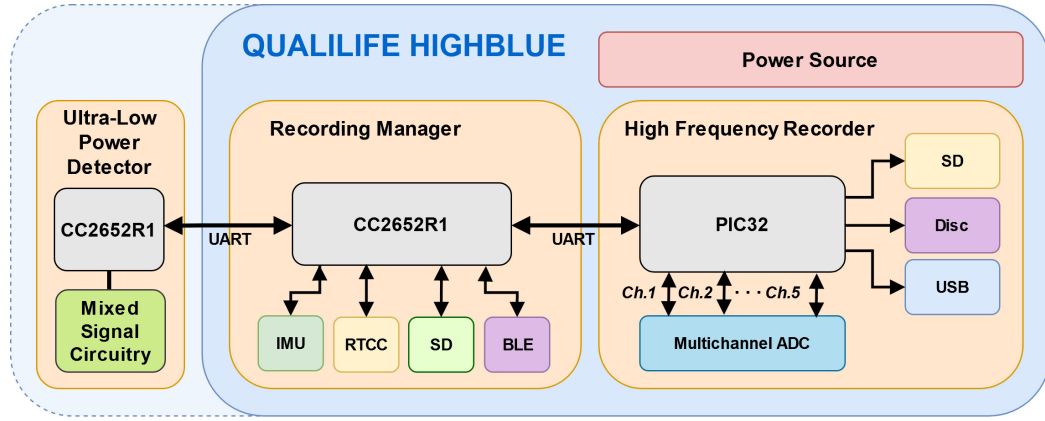 QUALILIFE HIGHBLUE
Power Source
Ultra-Low
Power
Detector
CC2652R1
Mixed
Signal
Circuitry
UART
Recording Manager
CC2652R1
IMU
RTCC
SD
BLE
UART
High Frequency Recorder
PIC32
SD
Disc
USB
Ch.1 Ch.2 · · · Ch.5
Multichannel ADC